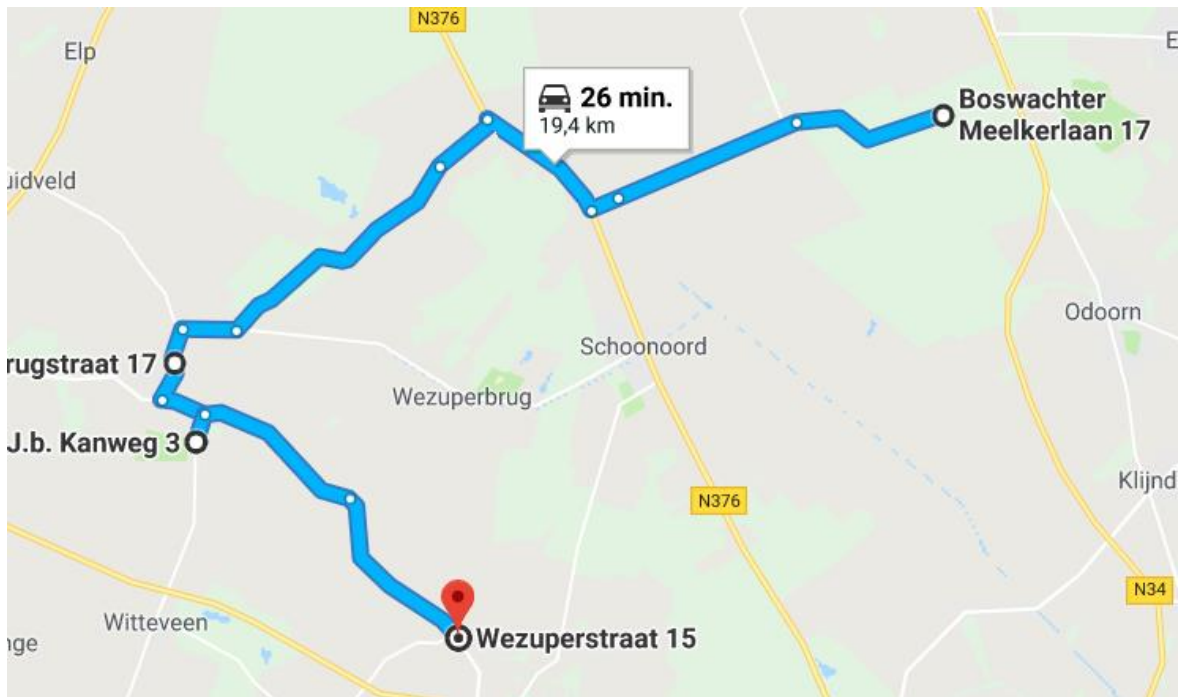 N376
Elp
26 min.
19,4 km
Boswachter
Meelkerlaan 17
E
uidveld
Odoorn
Schoonoord
rugstraat 17
Wezuperbrug
J.b. Kanweg 3
Klijnd
N376
N34
Witteveen
Wezuperstraat 15
nge